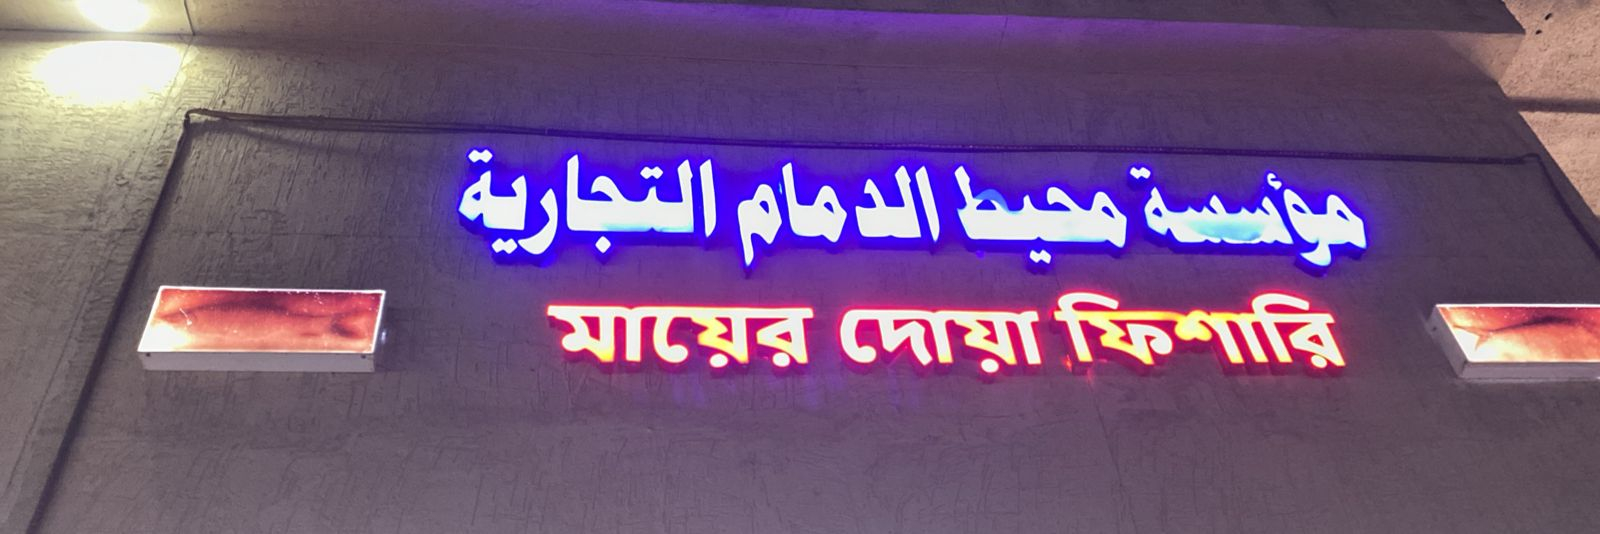 مؤسسة محيط الدمام التجارية
মায়ের দোয়া ফিশারি